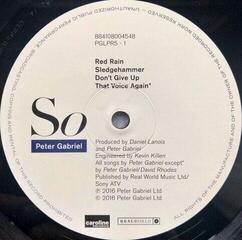 884108004548
PGLPR5 - 1
Red Rain
Sledgehammer
Don't Give Up
That Voice Again*
So
Peter Gabriel
Produced by Daniel Lanois
and Peter Gabriel
Engineered by Kevin Killen
All songs by Peter Gabriel except*
by Peter Gabriel/David Rhodes
Published by Real World Music Ltd/
Sony ATV
℗ 2016 Peter Gabriel Ltd
© 2016 Peter Gabriel Ltd
caroline
REALWORLD